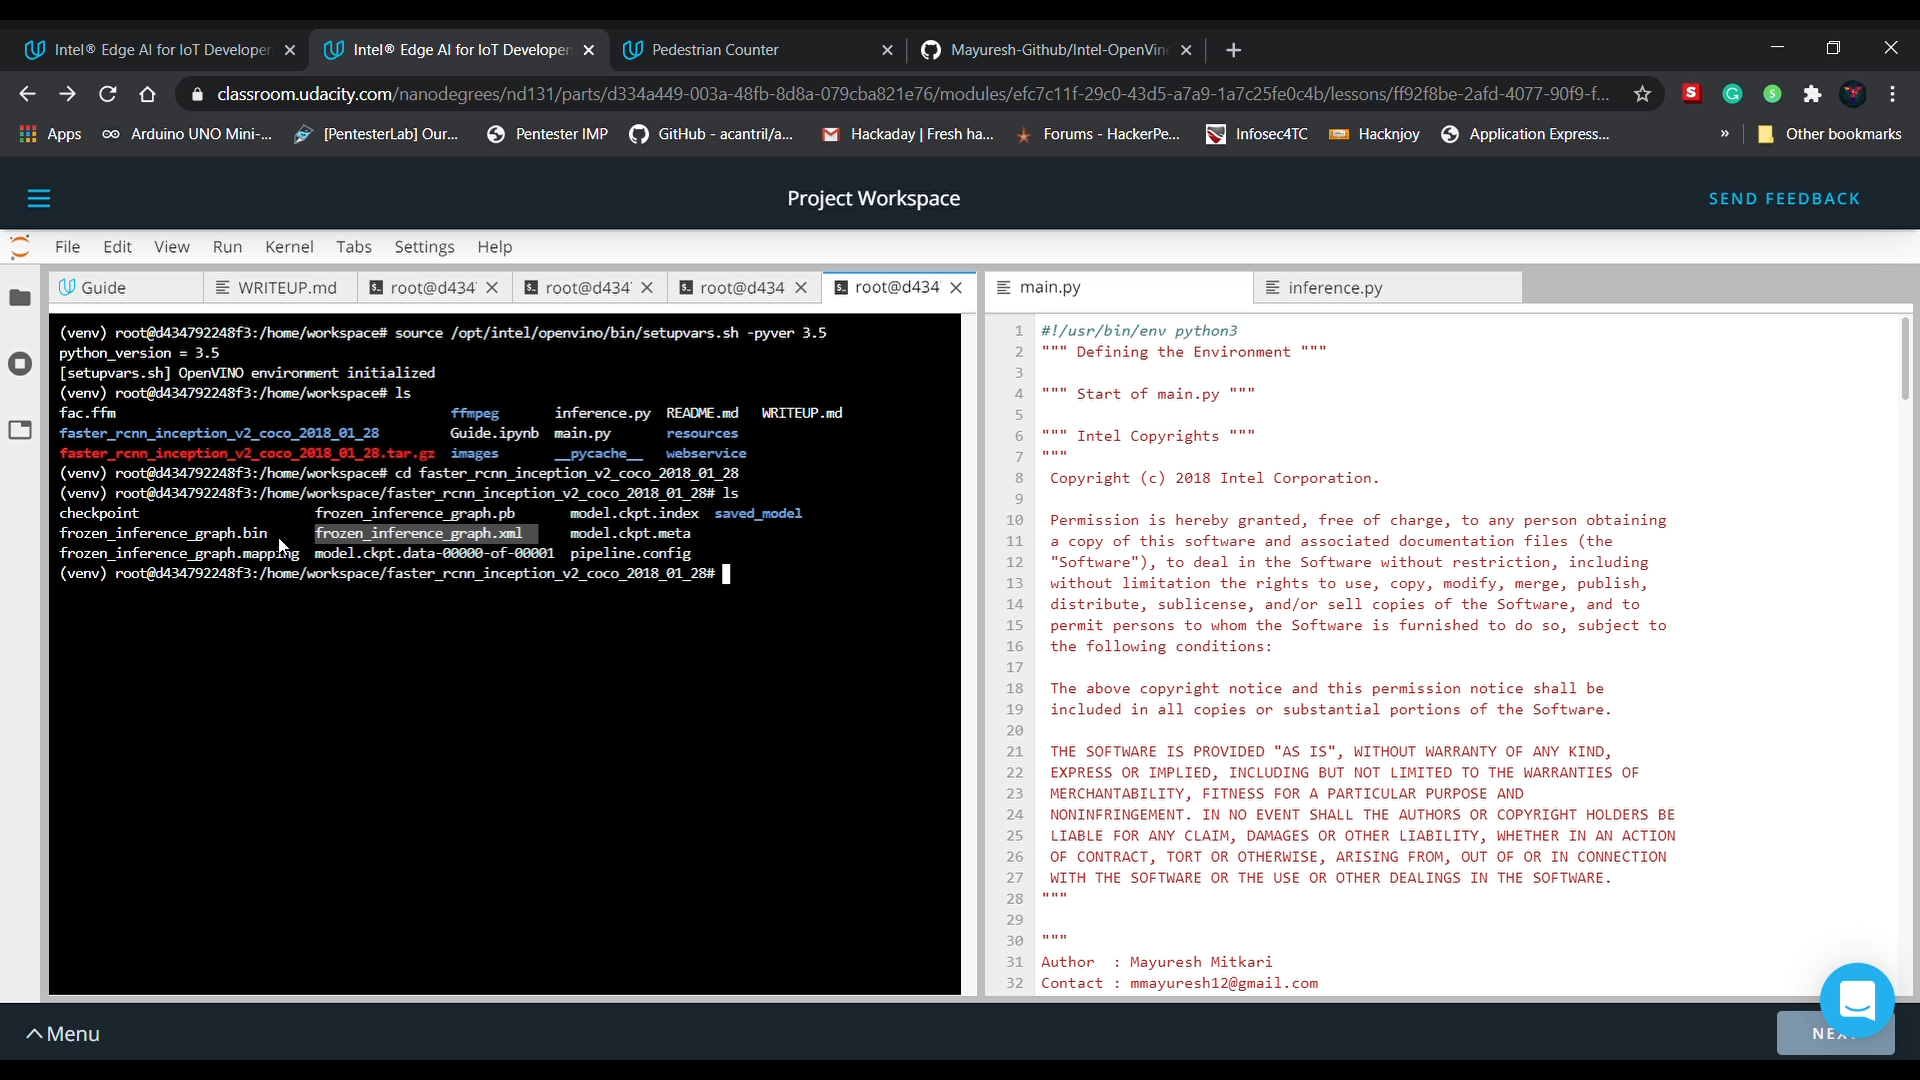 Intel® Edge AI for IoT Developer
Intel® Edge AI for IoT Developer
Pedestrian Counter
Mayuresh-Github/Intel-OpenVino
classroom.udacity.com/nanodegrees/nd131/parts/d334a449-003a-48fb-8d8a-079cba821e76/modules/efc7c11f-29c0-43d5-a7a9-1a7c25fe0c4b/lessons/ff92f8be-2afd-4077-90f9-f...
Apps
Arduino UNO Mini-...
[PentesterLab] Our...
Pentester IMP
GitHub - acantril/a...
Hackaday | Fresh ha...
Forums - HackerPe...
Infosec4TC
Hacknjoy
Application Express...
»
Other bookmarks
Project Workspace
SEND FEEDBACK
File Edit View Run Kernel Tabs Settings Help
Guide
WRITEUP.md
root@d434
root@d434
root@d434
root@d434
main.py
inference.py
(venv) root@d434792248f3:/home/workspace# source /opt/intel/openvino/bin/setupvars.sh -pyver 3.5
python_version = 3.5
[setupvars.sh] OpenVINO environment initialized
(venv) root@d434792248f3:/home/workspace# ls
fac.ffm ffmpeg inference.py README.md WRITEUP.md
faster_rcnn_inception_v2_coco_2018_01_28 Guide.ipynb main.py resources
faster_rcnn_inception_v2_coco_2018_01_28.tar.gz images __pycache__ webservice
(venv) root@d434792248f3:/home/workspace# cd faster_rcnn_inception_v2_coco_2018_01_28
(venv) root@d434792248f3:/home/workspace/faster_rcnn_inception_v2_coco_2018_01_28# ls
checkpoint frozen_inference_graph.pb model.ckpt.index saved_model
frozen_inference_graph.bin frozen_inference_graph.xml model.ckpt.meta
frozen_inference_graph.mapping model.ckpt.data-00000-of-00001 pipeline.config
(venv) root@d434792248f3:/home/workspace/faster_rcnn_inception_v2_coco_2018_01_28#
1 #!/usr/bin/env python3
2 """ Defining the Environment """
3
4 """ Start of main.py """
5
6 """ Intel Copyrights """
7 """
8 Copyright (c) 2018 Intel Corporation.
9
10 Permission is hereby granted, free of charge, to any person obtaining
11 a copy of this software and associated documentation files (the
12 "Software"), to deal in the Software without restriction, including
13 without limitation the rights to use, copy, modify, merge, publish,
14 distribute, sublicense, and/or sell copies of the Software, and to
15 permit persons to whom the Software is furnished to do so, subject to
16 the following conditions:
17
18 The above copyright notice and this permission notice shall be
19 included in all copies or substantial portions of the Software.
20
21 THE SOFTWARE IS PROVIDED "AS IS", WITHOUT WARRANTY OF ANY KIND,
22 EXPRESS OR IMPLIED, INCLUDING BUT NOT LIMITED TO THE WARRANTIES OF
23 MERCHANTABILITY, FITNESS FOR A PARTICULAR PURPOSE AND
24 NONINFRINGEMENT. IN NO EVENT SHALL THE AUTHORS OR COPYRIGHT HOLDERS BE
25 LIABLE FOR ANY CLAIM, DAMAGES OR OTHER LIABILITY, WHETHER IN AN ACTION
26 OF CONTRACT, TORT OR OTHERWISE, ARISING FROM, OUT OF OR IN CONNECTION
27 WITH THE SOFTWARE OR THE USE OR OTHER DEALINGS IN THE SOFTWARE.
28 """
29
30 """
31 Author : Mayuresh Mitkari
32 Contact : mmayuresh12@gmail.com
Menu
NEXT